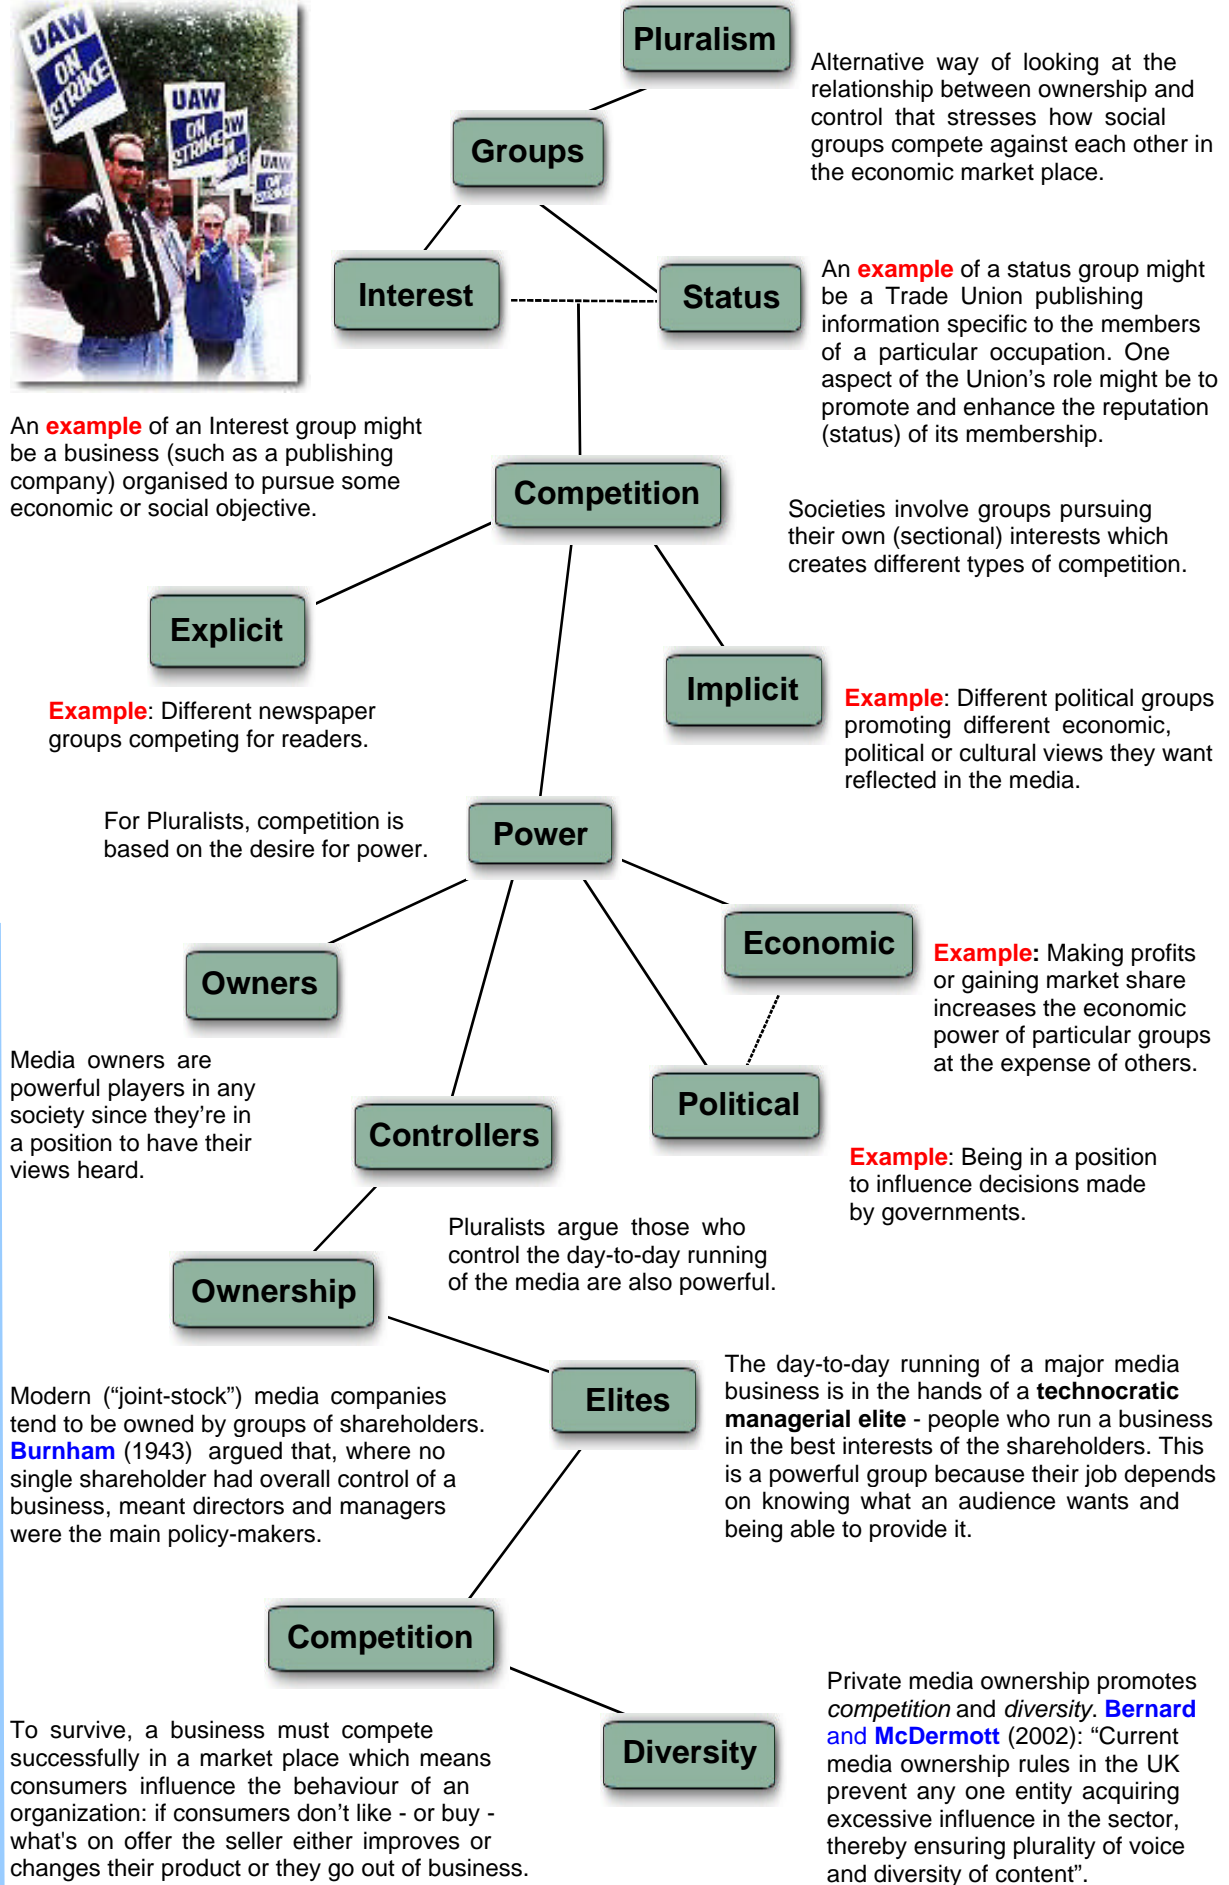 UAW
ON
STRIKE
UAW
ON
STRIKE
UAW
ON
STRIKE
Pluralism
Alternative way of looking at the
relationship between ownership and
control that stresses how social
groups compete against each other in
the economic market place.
Groups
Interest
Status
An example of a status group might
be a Trade Union publishing
information specific to the members
of a particular occupation. One
aspect of the Union's role might be to
promote and enhance the reputation
(status) of its membership.
An example of an Interest group might
be a business (such as a publishing
company) organised to pursue some
economic or social objective.
Competition
Societies involve groups pursuing
their own (sectional) interests which
creates different types of competition.
Explicit
Example: Different newspaper
groups competing for readers.
Implicit
Example: Different political groups
promoting different economic,
political or cultural views they want
reflected in the media.
For Pluralists, competition is
based on the desire for power.
Power
Economic
Example: Making profits
or gaining market share
increases the economic
power of particular groups
at the expense of others.
Owners
Media owners are
powerful players in any
society since they're in
a position to have their
views heard.
Controllers
Political
Example: Being in a position
to influence decisions made
by governments.
Pluralists argue those who
control the day-to-day running
of the media are also powerful.
Ownership
Modern (“joint-stock”) media companies
tend to be owned by groups of shareholders.
Burnham (1943) argued that, where no
single shareholder had overall control of a
business, meant directors and managers
were the main policy-makers.
Elites
The day-to-day running of a major media
business is in the hands of a technocratic
managerial elite - people who run a business
in the best interests of the shareholders. This
is a powerful group because their job depends
on knowing what an audience wants and
being able to provide it.
Competition
To survive, a business must compete
successfully in a market place which means
consumers influence the behaviour of an
organization: if consumers don't like - or buy -
what's on offer the seller either improves or
changes their product or they go out of business.
Diversity
Private media ownership promotes
competition and diversity. Bernard
and McDermott (2002): “Current
media ownership rules in the UK
prevent any one entity acquiring
excessive influence in the sector,
thereby ensuring plurality of voice
and diversity of content”.